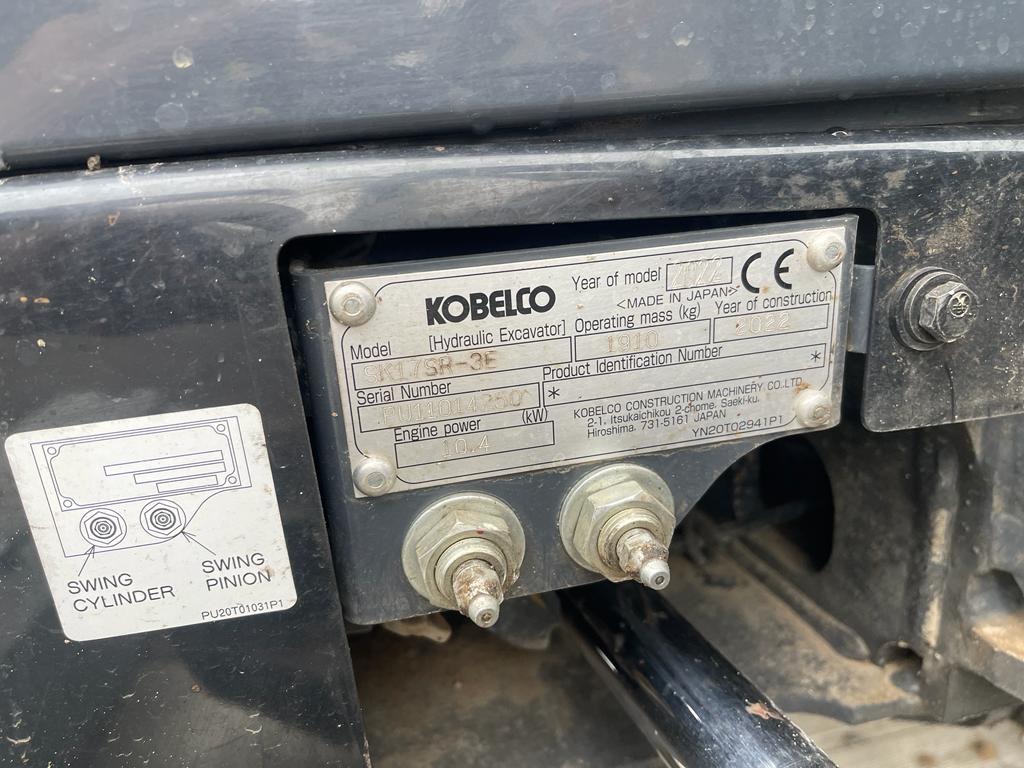 KOBELCO
Year of model 2022 CE
<MADE IN JAPAN>
Model [Hydraulic Excavator] Operating mass (kg) Year of construction
SK17SR-3E 1910 2022
Serial Number Product Identification Number
* *
Engine power (kW)
10.4
KOBELCO CONSTRUCTION MACHINERY CO.,LTD.
2-1, Itsukaichikou 2-chome, Saeki-ku,
Hiroshima, 731-5161 JAPAN
YN20T02941P1
SWING
CYLINDER
SWING
PINION
PU20T01031P1